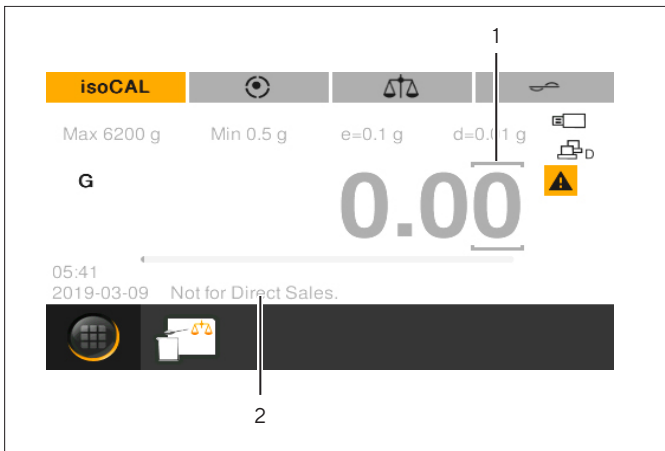 1
isoCAL
Max 6200 g Min 0.5 g e=0.1 g d=0.01 g
D
G 0.00
05:41
2019-03-09 Not for Direct Sales.
2